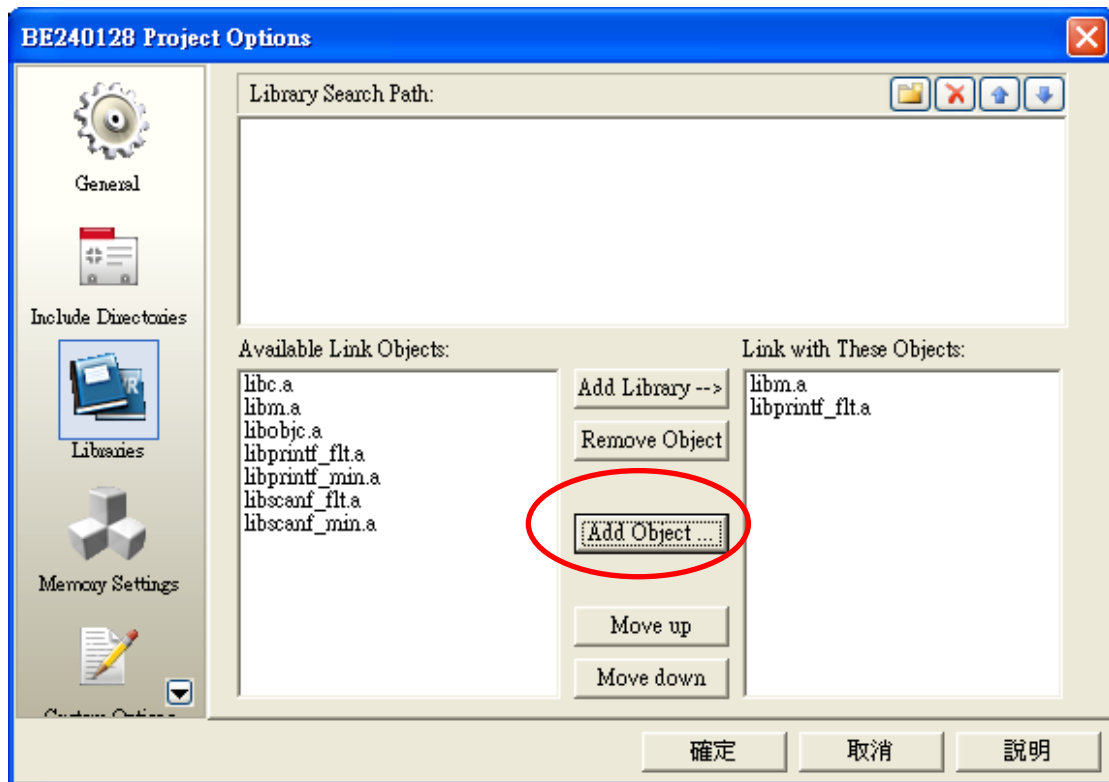 BE240128 Project Options
General
Include Directories
Libraries
Memory Settings
Custom Options
Library Search Path:
Available Link Objects:
libc.a
libm.a
libobjc.a
libprintf_flt.a
libprintf_min.a
libscanf_flt.a
libscanf_min.a
Add Library -->
Remove Object
Add Object ...
Move up
Move down
Link with These Objects:
libm.a
libprintf_flt.a
確定
取消
說明